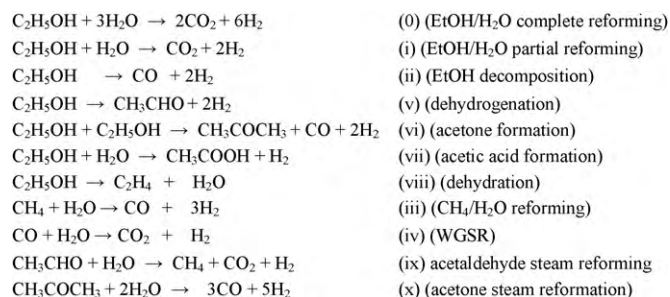 C₂H₅OH + 3H₂O → 2CO₂ + 6H₂ (0) (EtOH/H₂O complete reforming)
C₂H₅OH + H₂O → CO₂ + 2H₂ (i) (EtOH/H₂O partial reforming)
C₂H₅OH → CO + 2H₂ (ii) (EtOH decomposition)
C₂H₅OH → CH₃CHO + 2H₂ (v) (dehydrogenation)
C₂H₅OH + C₂H₅OH → CH₃COCH₃ + CO + 2H₂ (vi) (acetone formation)
C₂H₅OH + H₂O → CH₃COOH + H₂ (vii) (acetic acid formation)
C₂H₅OH → C₂H₄ + H₂O (viii) (dehydration)
CH₄ + H₂O → CO + 3H₂ (iii) (CH₄/H₂O reforming)
CO + H₂O → CO₂ + H₂ (iv) (WGSR)
CH₃CHO + H₂O → CH₄ + CO₂ + H₂ (ix) acetaldehyde steam reforming
CH₃COCH₃ + 2H₂O → 3CO + 5H₂ (x) (acetone steam reformation)